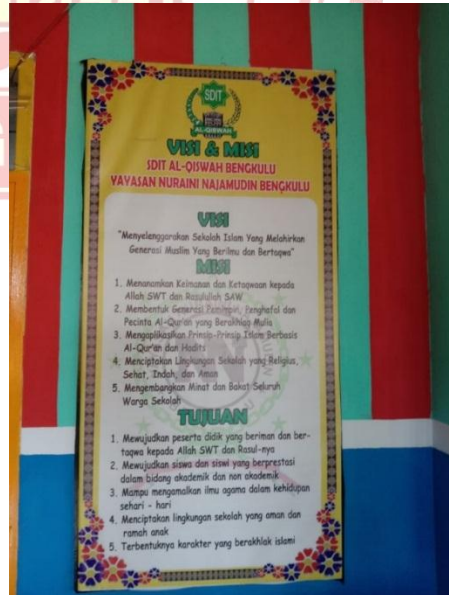 SDIT
AL-QISWAH
VISI & MISI
SDIT AL-QISWAH BENGKULU
YAYASAN NURAINI NAJAMUDIN BENGKULU
VISI
"Menyelenggarakan Sekolah Islam Yang Melahirkan
Generasi Muslim Yang Berilmu dan Bertaqwa"
MISI
1. Menanamkan Keimanan dan Ketaqwaan kepada
Allah SWT dan Rasulullah SAW
2. Membentuk Generasi Pemimpin, Penghafal dan
Pecinta Al-Qur'an yang Berakhlak Mulia
3. Mengaplikasikan Prinsip-Prinsip Islam Berbasis
Al-Qur'an dan Hadits
4. Menciptakan Lingkungan Sekolah yang Religius,
Sehat, Indah, dan Aman
5. Mengembangkan Minat dan Bakat Seluruh
Warga Sekolah
TUJUAN
1. Mewujudkan peserta didik yang beriman dan ber-
taqwa kepada Allah SWT dan Rasul-nya
2. Mewujudkan siswa dan siswi yang berprestasi
dalam bidang akademik dan non akademik
3. Mampu mengamalkan ilmu agama dalam kehidupan
sehari - hari
4. Menciptakan lingkungan sekolah yang aman dan
ramah anak
5. Terbentuknya karakter yang berakhlak islami